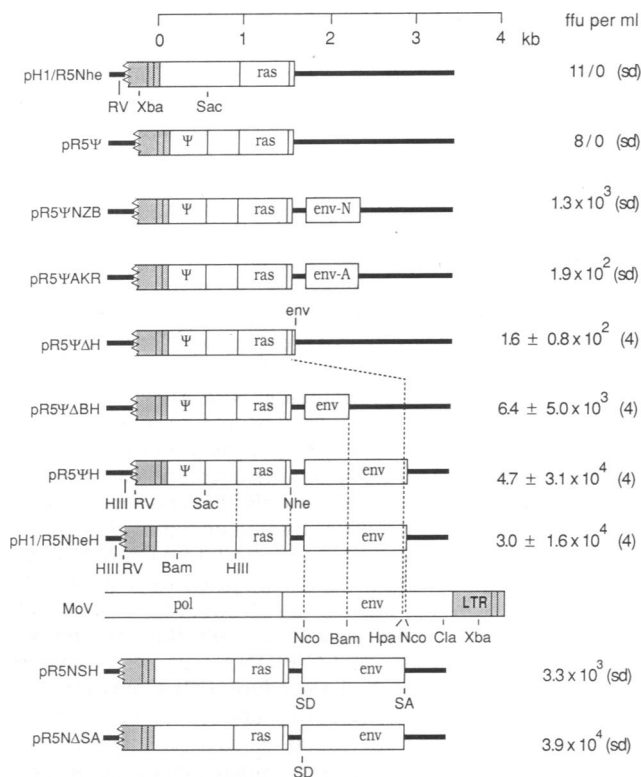 0 1 2 3 4 kb
ffu per ml
pH1/R5Nhe ras 11/0 (sd)
RV Xba Sac
pR5Ψ Ψ ras 8/0 (sd)
pR5ΨNZB Ψ ras env-N 1.3 x 10³ (sd)
pR5ΨAKR Ψ ras env-A 1.9 x 10² (sd)
env
pR5ΨΔH Ψ ras 1.6 ± 0.8 x 10² (4)
pR5ΨΔBH Ψ ras env 6.4 ± 5.0 x 10³ (4)
pR5ΨH Ψ ras env 4.7 ± 3.1 x 10⁴ (4)
HIII RV Sac Nhe
pH1/R5NheH ras env 3.0 ± 1.6 x 10⁴ (4)
HIII RV Bam HIII
MoV pol env LTR
Nco Bam Hpa Nco Cla Xba
pR5NSH ras env 3.3 x 10³ (sd)
SD SA
pR5NΔSA ras env 3.9 x 10⁴ (sd)
SD